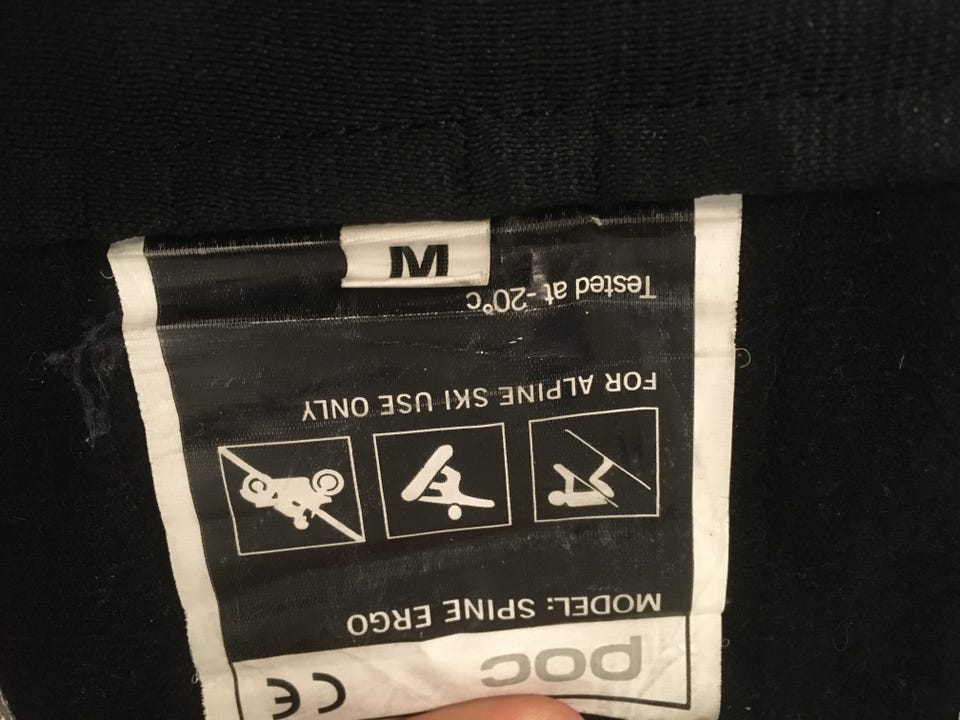 poc CE
MODEL: SPINE ERGO
FOR ALPINE SKI USE ONLY
Tested at -20°c
M